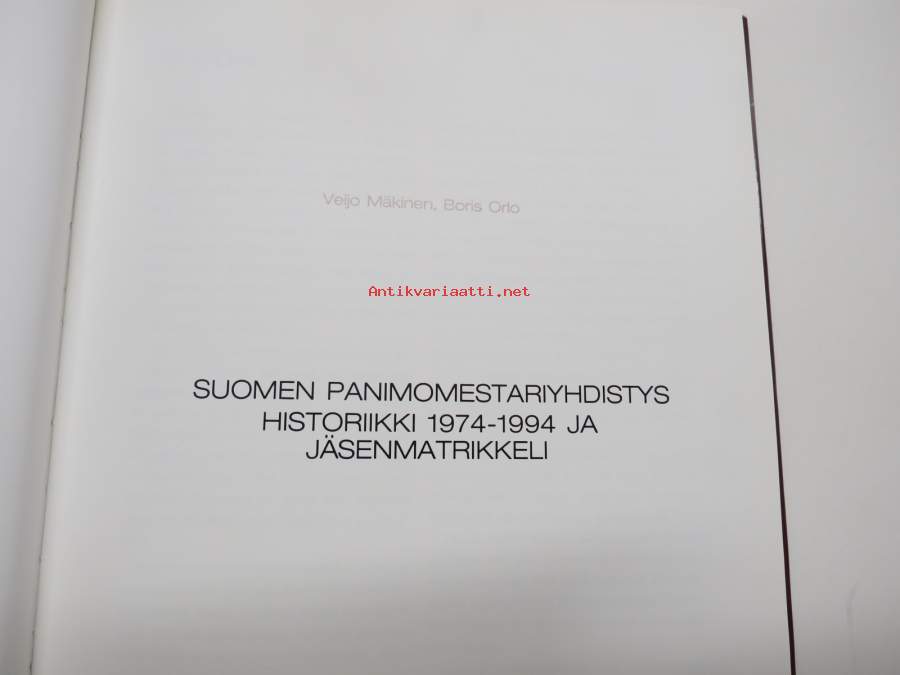 Veijo Mäkinen, Boris Orlo
Antikvariaatti.net
SUOMEN PANIMOMESTARIYHDISTYS
HISTORIIKKI 1974-1994 JA
JÄSENMATRIKKELI